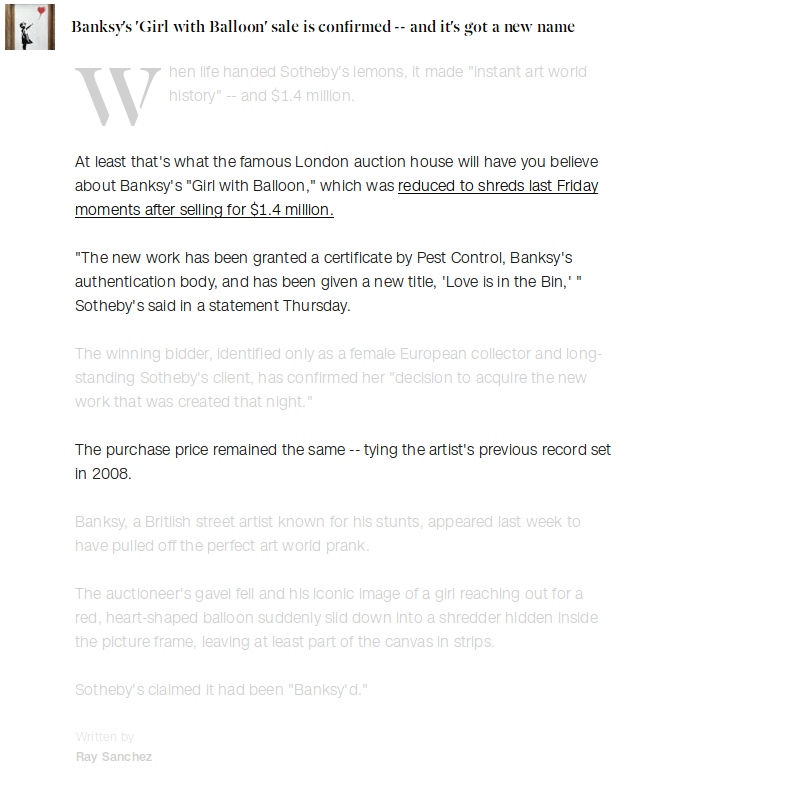 Banksy's 'Girl with Balloon' sale is confirmed -- and it's got a new name
When life handed Sotheby's lemons, it made "instant art world
history" -- and $1.4 million.
At least that's what the famous London auction house will have you believe
about Banksy's "Girl with Balloon," which was reduced to shreds last Friday
moments after selling for $1.4 million.
"The new work has been granted a certificate by Pest Control, Banksy's
authentication body, and has been given a new title, 'Love is in the Bin,' "
Sotheby's said in a statement Thursday.
The winning bidder, identified only as a female European collector and long-
standing Sotheby's client, has confirmed her "decision to acquire the new
work that was created that night."
The purchase price remained the same -- tying the artist's previous record set
in 2008.
Banksy, a Britiish street artist known for his stunts, appeared last week to
have pulled off the perfect art world prank.
The auctioneer's gavel fell and his iconic image of a girl reaching out for a
red, heart-shaped balloon suddenly slid down into a shredder hidden inside
the picture frame, leaving at least part of the canvas in strips.
Sotheby's claimed it had been "Banksy'd."
Written by
Ray Sanchez